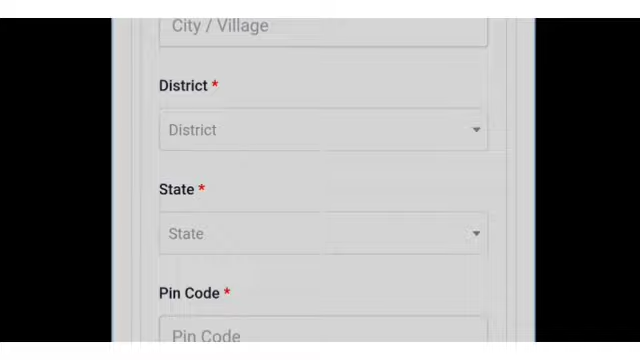 City / Village
District *
District
State *
State
Pin Code *
Pin Code